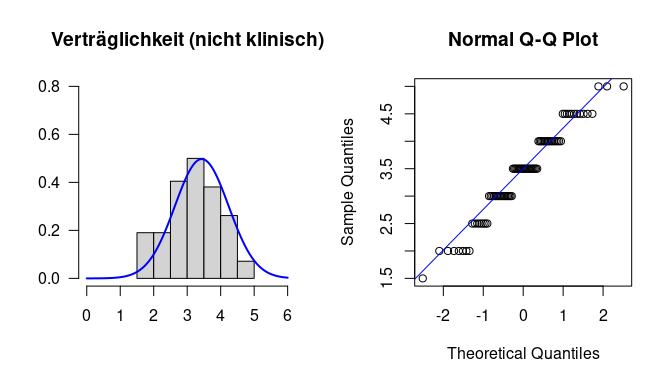 Verträglichkeit (nicht klinisch)
0.8
0.6
0.4
0.2
0.0
0 1 2 3 4 5 6
Normal Q-Q Plot
Sample Quantiles
4.5
3.5
2.5
1.5
-2 -1 0 1 2
Theoretical Quantiles